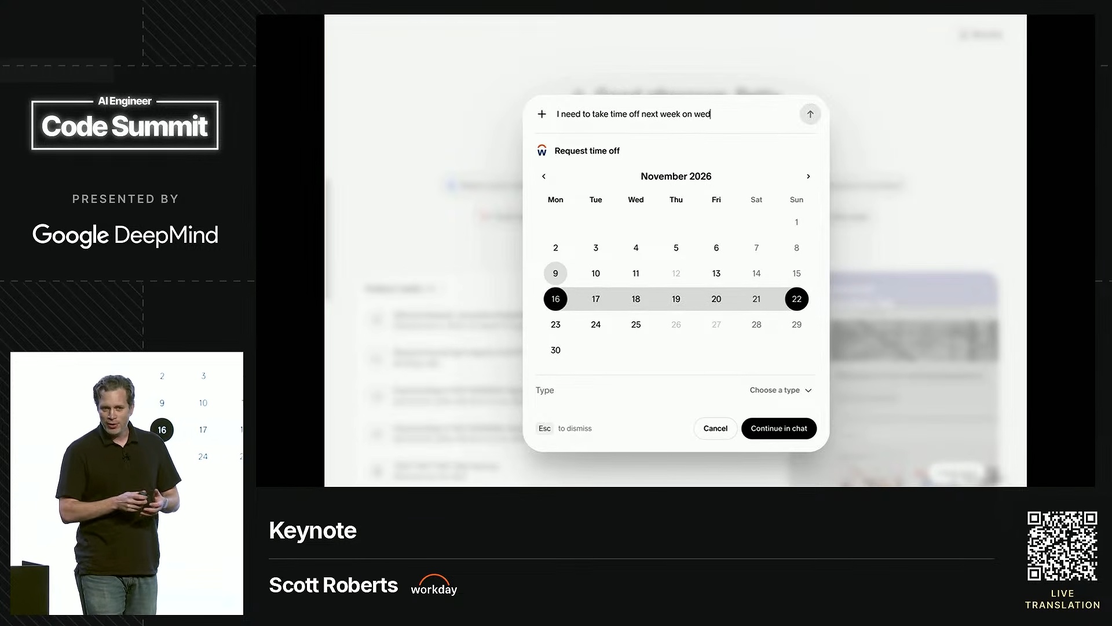 AI Engineer
Code Summit
PRESENTED BY
Google DeepMind
I need to take time off next week on wed
Request time off
November 2026
Mon Tue Wed Thu Fri Sat Sun
1
2 3 4 5 6 7 8
9 10 11 12 13 14 15
16 17 18 19 20 21 22
23 24 25 26 27 28 29
30
Type Choose a type
Esc to dismiss Cancel Continue in chat
2 3
9 10
16 17
24
Keynote
Scott Roberts workday
LIVE
TRANSLATION